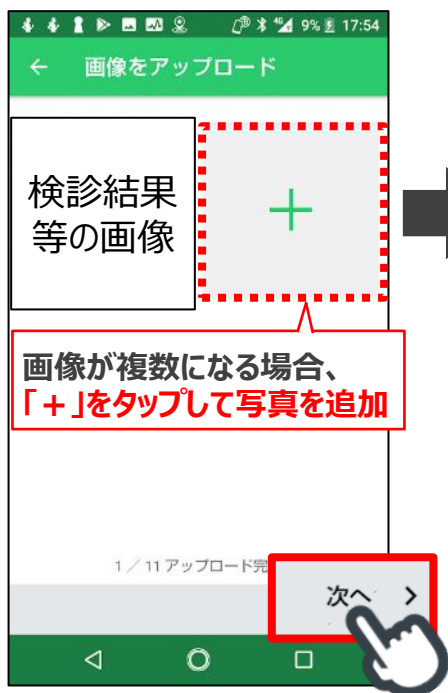 9% 17:54
← 画像をアップロード
検診結果
等の画像
+
画像が複数になる場合、
「+」をタップして写真を追加
1/11 アップロード完
次へ >